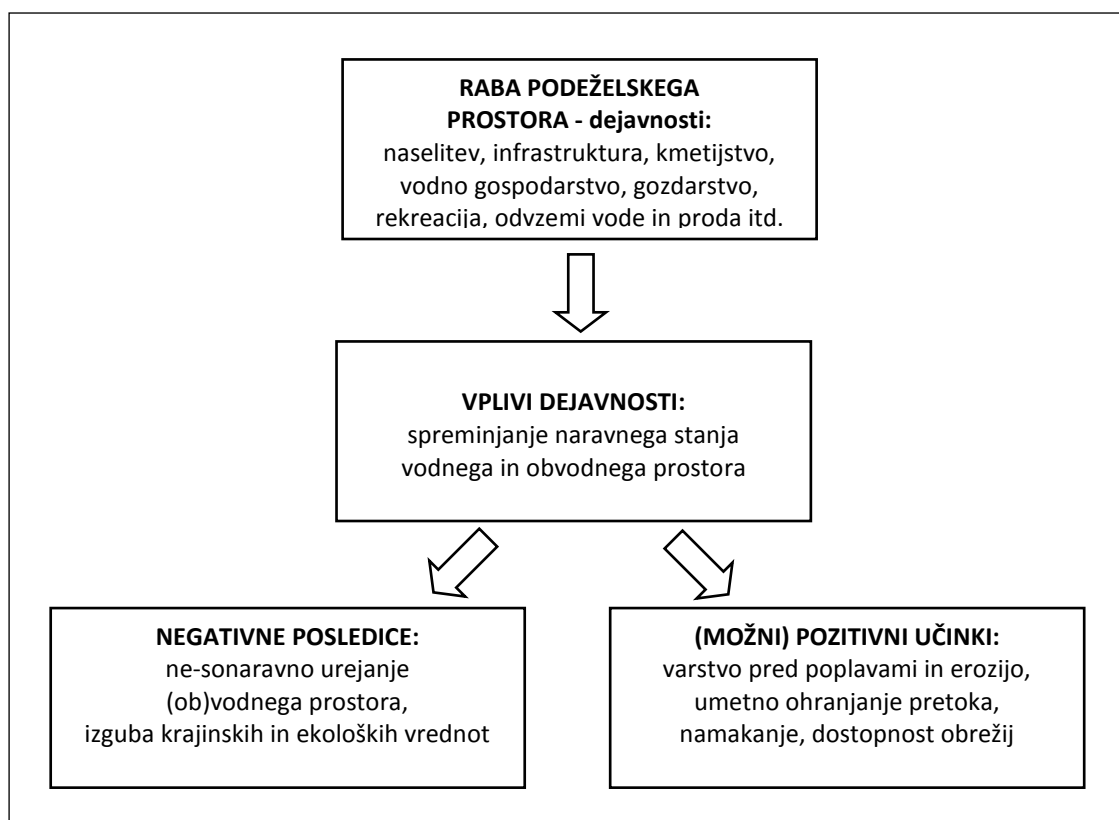 RABA PODEŽELSKEGA
PROSTORA - dejavnosti:
naselitev, infrastruktura, kmetijstvo,
vodno gospodarstvo, gozdarstvo,
rekreacija, odvzemi vode in proda itd.
VPLIVI DEJAVNOSTI:
spreminjanje naravnega stanja
vodnega in obvodnega prostora
NEGATIVNE POSLEDICE:
ne-sonaravno urejanje
(ob)vodnega prostora,
izguba krajinskih in ekoloških vrednot
(MOŽNI) POZITIVNI UČINKI:
varstvo pred poplavami in erozijo,
umetno ohranjanje pretoka,
namakanje, dostopnost obrežij